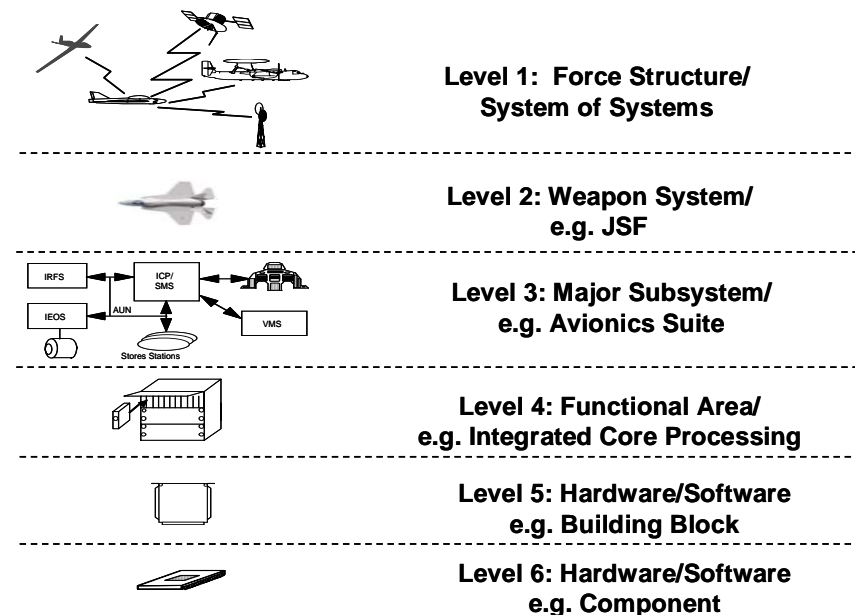 Level 1: Force Structure/
System of Systems
Level 2: Weapon System/
e.g. JSF
IRFS
ICP/
SMS
IEOS
AUN
VMS
Stores Stations
Level 3: Major Subsystem/
e.g. Avionics Suite
Level 4: Functional Area/
e.g. Integrated Core Processing
Level 5: Hardware/Software
e.g. Building Block
Level 6: Hardware/Software
e.g. Component